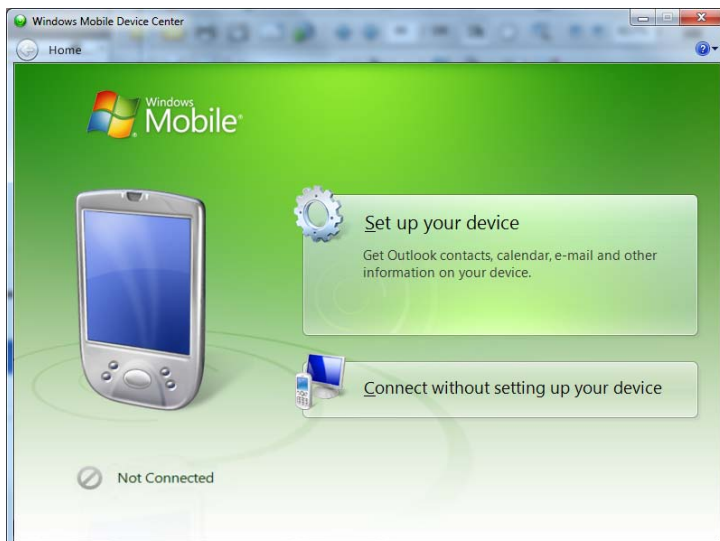 Windows Mobile Device Center
Home
Windows
Mobile
Set up your device
Get Outlook contacts, calendar, e-mail and other
information on your device.
Connect without setting up your device
Not Connected